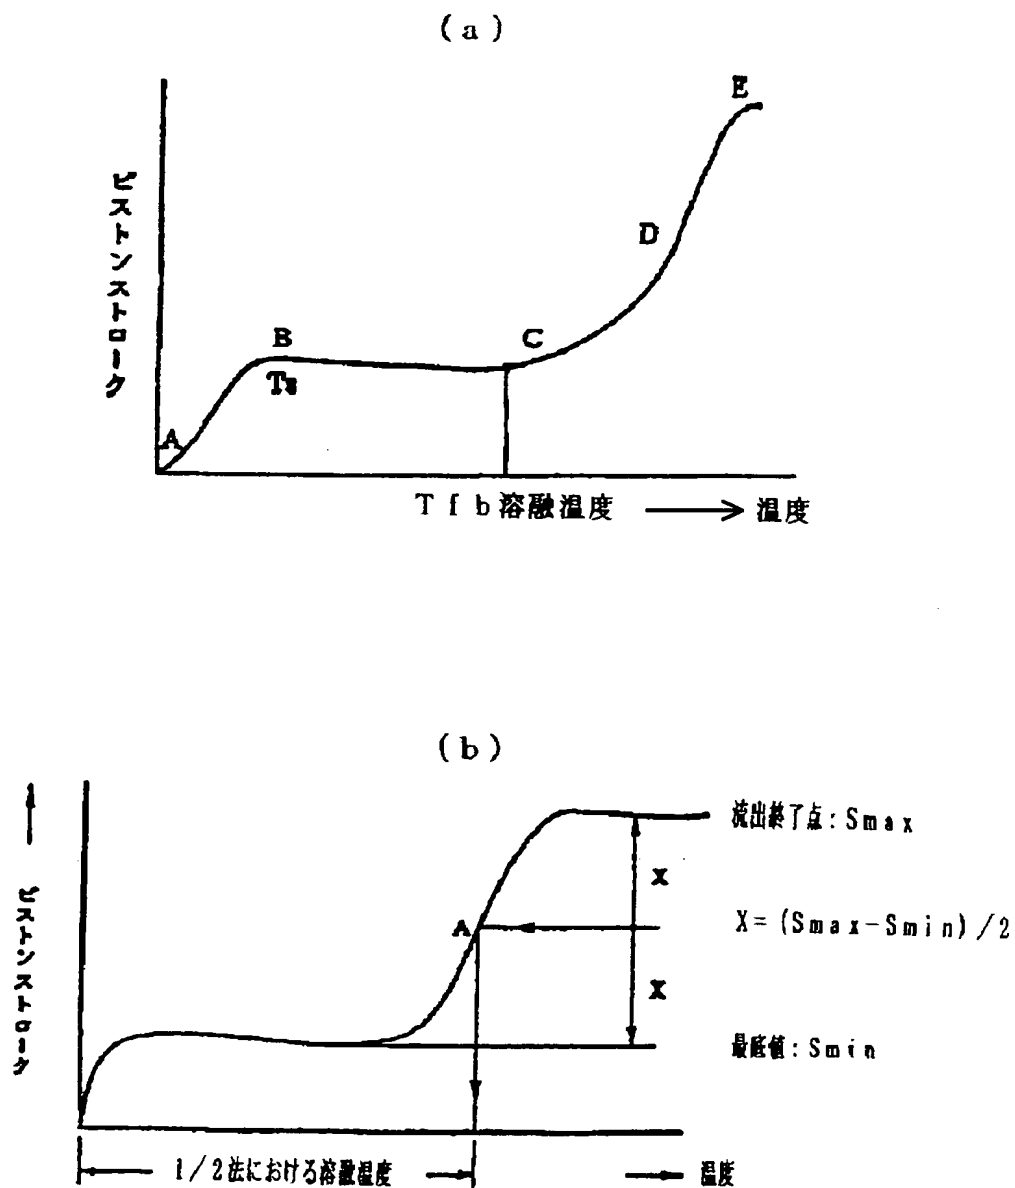 (a)
E
ピストンストローク
D
B
C
Ts
A
Tfb溶融温度
温度
(b)
流出終了点:Smax
X
A
X=(Smax-Smin)/2
X
ピストンストローク
最底値:Smin
1/2法における溶融温度
温度